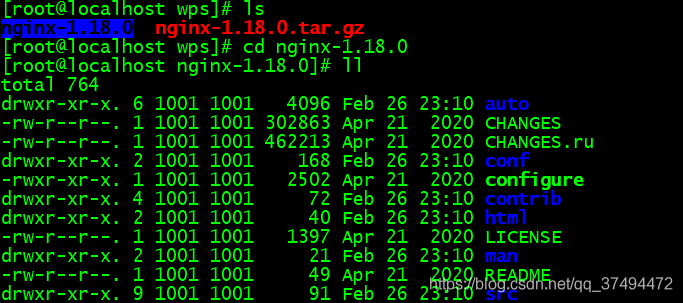 [root@localhost wps]# ls
nginx-1.18.0  nginx-1.18.0.tar.gz
[root@localhost wps]# cd nginx-1.18.0
[root@localhost nginx-1.18.0]# ll
total 764
drwxr-xr-x. 6 1001 1001   4096 Feb 26 23:10 auto
-rw-r--r--. 1 1001 1001 302863 Apr 21  2020 CHANGES
-rw-r--r--. 1 1001 1001 462213 Apr 21  2020 CHANGES.ru
drwxr-xr-x. 2 1001 1001    168 Feb 26 23:10 conf
-rwxr-xr-x. 1 1001 1001   2502 Apr 21  2020 configure
drwxr-xr-x. 4 1001 1001     72 Feb 26 23:10 contrib
drwxr-xr-x. 2 1001 1001     40 Feb 26 23:10 html
-rw-r--r--. 1 1001 1001   1397 Apr 21  2020 LICENSE
drwxr-xr-x. 2 1001 1001     21 Feb 26 23:10 man
-rw-r--r--. 1 1001 1001     49 Apr 21  2020 README
drwxr-xr-x. 9 1001 1001     91 Feb 26 23:10 src
https://blog.csdn.net/qq_37494472